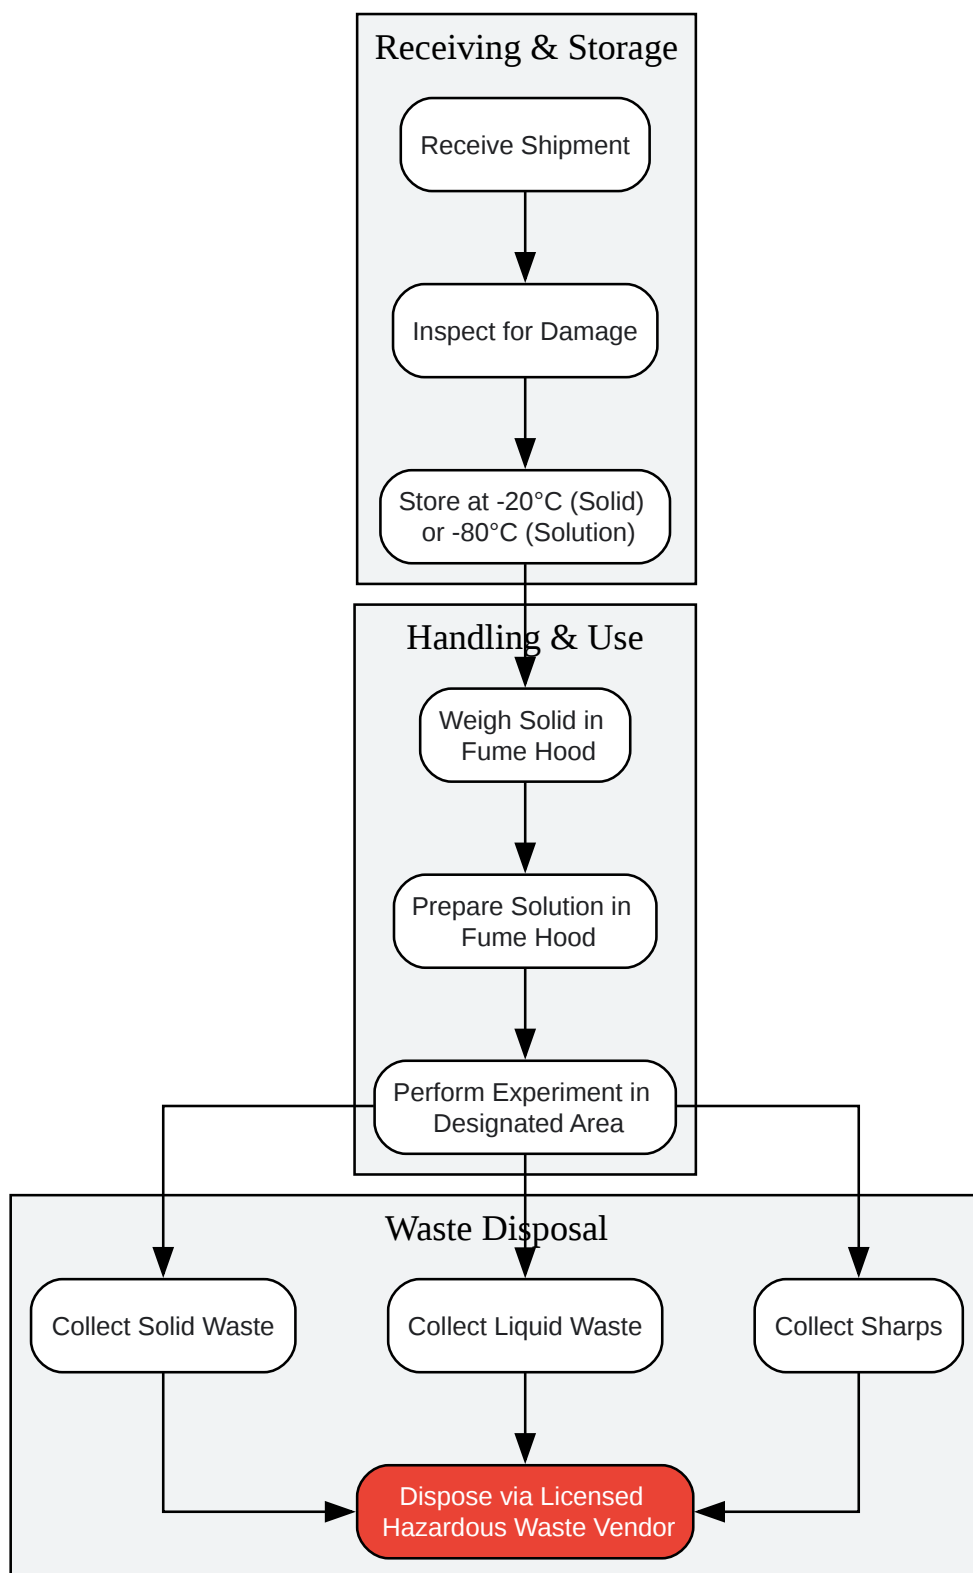 Receiving & Storage
Receive Shipment
Inspect for Damage
Store at -20°C (Solid)
or -80°C (Solution)
Handling & Use
Weigh Solid in
Fume Hood
Prepare Solution in
Fume Hood
Perform Experiment in
Designated Area
Waste Disposal
Collect Solid Waste
Collect Liquid Waste
Collect Sharps
Dispose via Licensed
Hazardous Waste Vendor